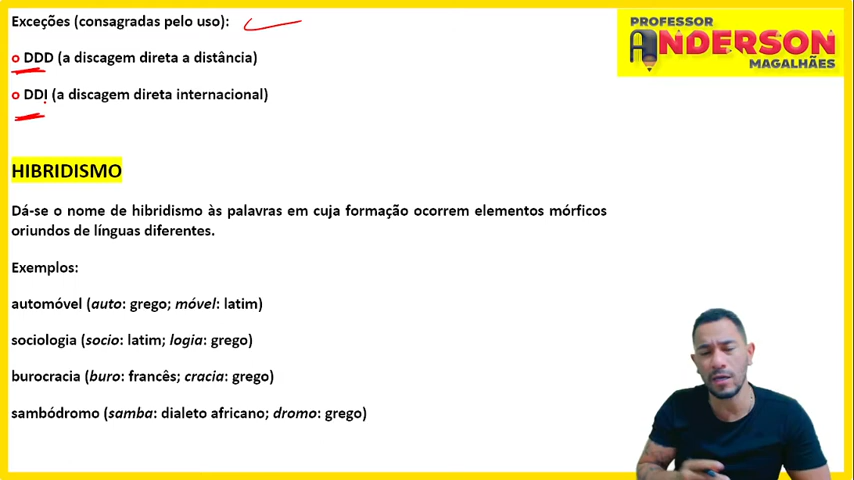 Exceções (consagradas pelo uso):
o DDD (a discagem direta a distância)
o DDI (a discagem direta internacional)
PROFESSOR
ANDERSON
MAGALHÃES
HIBRIDISMO
Dá-se o nome de hibridismo às palavras em cuja formação ocorrem elementos mórficos
oriundos de línguas diferentes.
Exemplos:
automóvel (auto: grego; móvel: latim)
sociologia (socio: latim; logia: grego)
burocracia (buro: francês; cracia: grego)
sambódromo (samba: dialeto africano; dromo: grego)